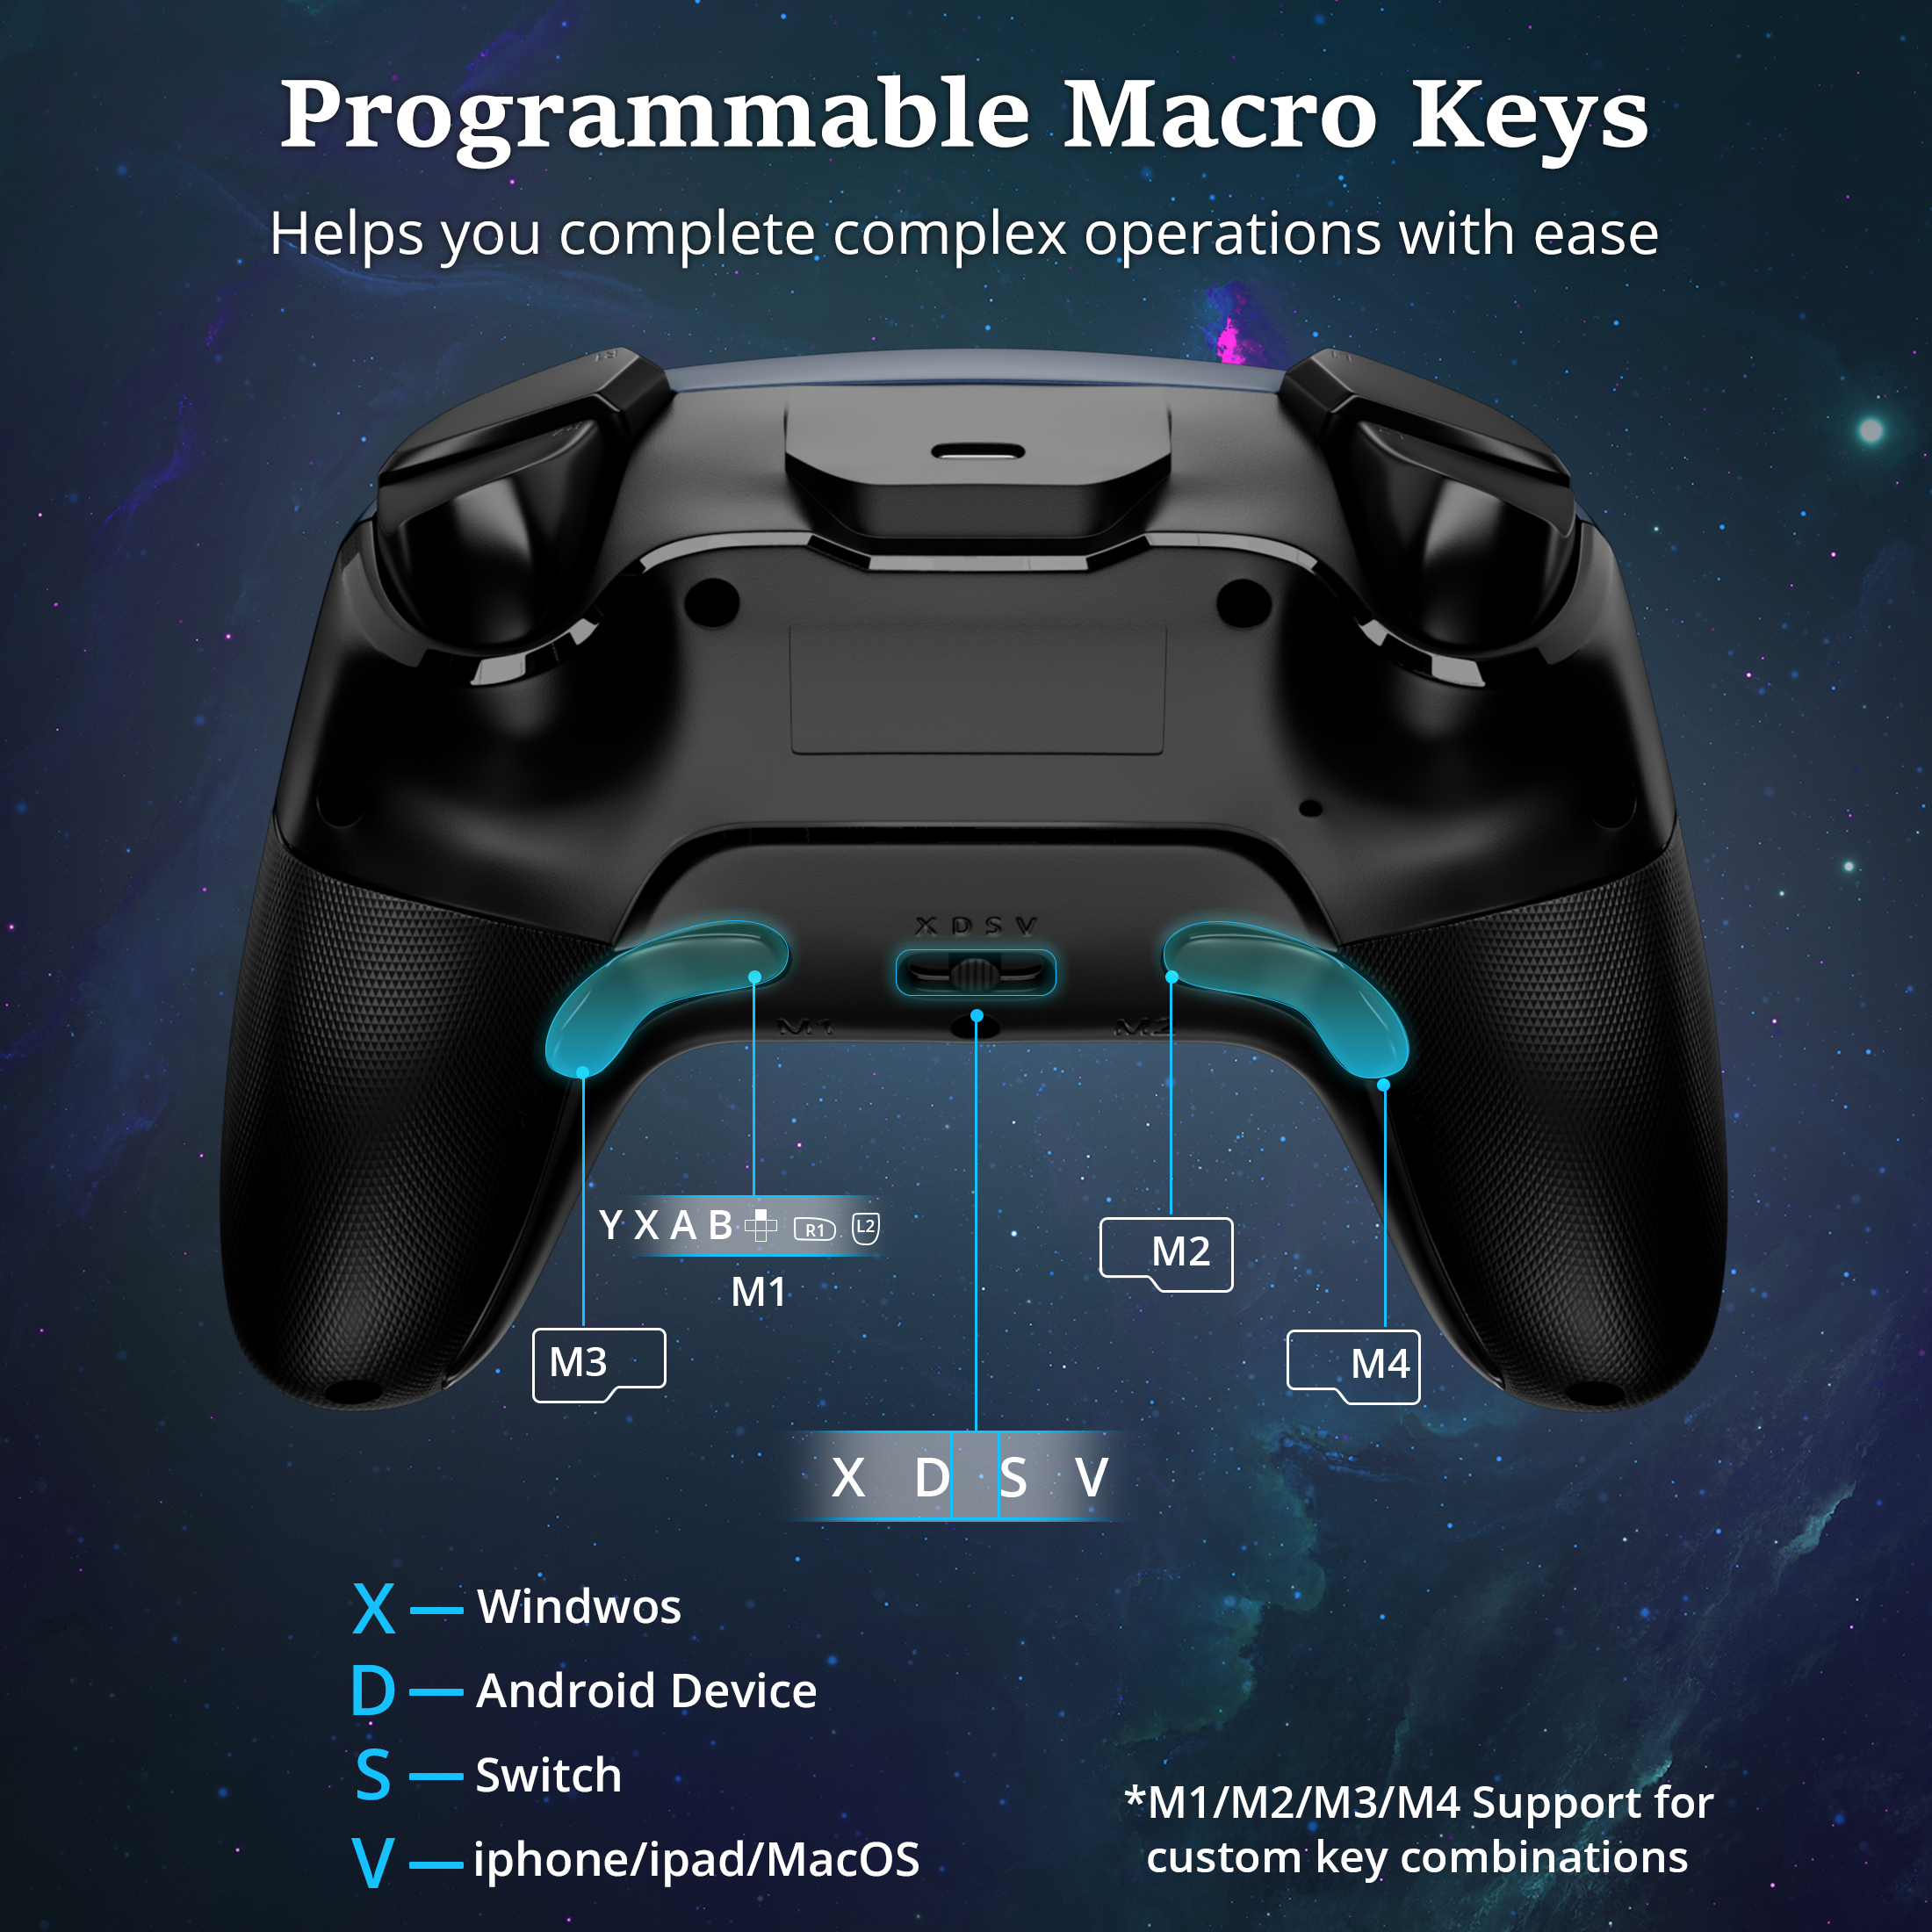 Programmable Macro Keys
Helps you complete complex operations with ease
X D S V
M1 M2
Y X A B R1 L2
M1
M2
M3
M4
X D S V
X — Windwos
D — Android Device
S — Switch
V — iphone/ipad/MacOS
*M1/M2/M3/M4 Support for
custom key combinations